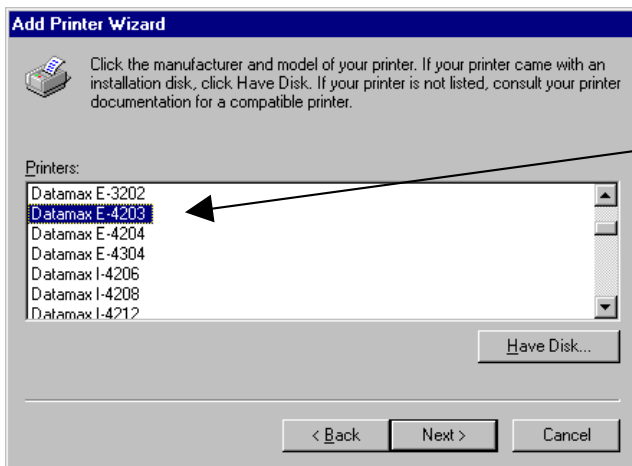 Add Printer Wizard
Click the manufacturer and model of your printer. If your printer came with an
installation disk, click Have Disk. If your printer is not listed, consult your printer
documentation for a compatible printer.
Printers:
Datamax E-3202
Datamax E-4203
Datamax E-4204
Datamax E-4304
Datamax I-4206
Datamax I-4208
Datamax I-4212
Have Disk...
< Back
Next >
Cancel